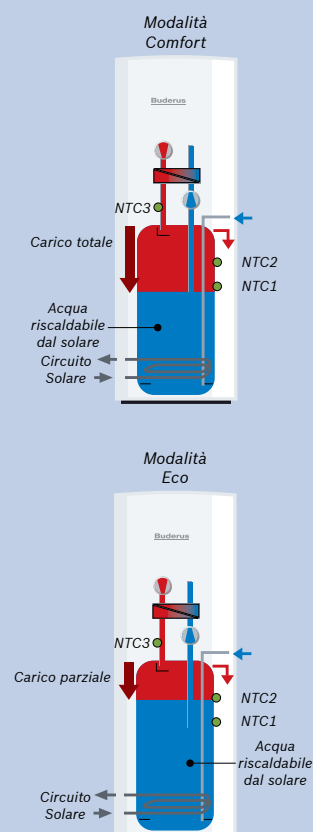 Modalità
Comfort
Buderus
NTC3
NTC2
Carico totale
NTC1
Acqua
riscaldabile
dal solare
Circuito
Solare
Modalità
Eco
Buderus
NTC3
Carico parziale
NTC2
NTC1
Acqua
riscaldabile
dal solare
Circuito
Solare